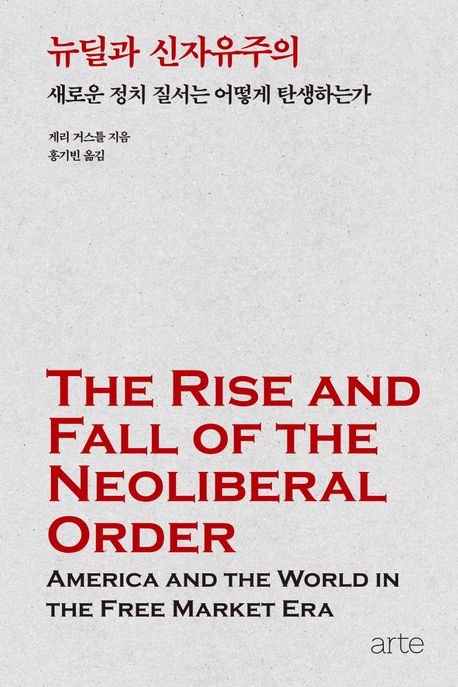 뉴딜과 신자유주의
새로운 정치 질서는 어떻게 탄생하는가
게리 거스틀 지음
홍기빈 옮김
THE RISE AND
FALL OF THE
NEOLIBERAL
ORDER
AMERICA AND THE WORLD IN
THE FREE MARKET ERA
arte